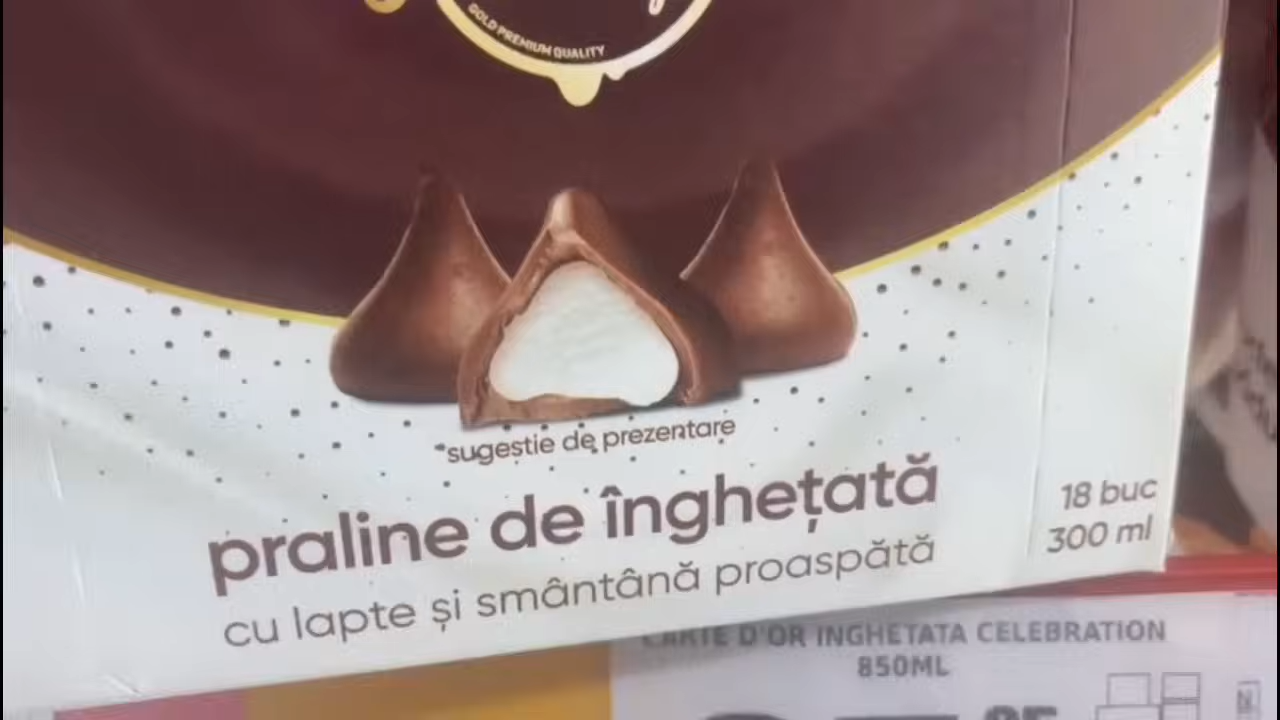 GOLD PREMIUM QUALITY
*sugestie de prezentare
praline de înghețată
cu lapte și smântână proaspătă
18 buc
300 ml
CARTE D'OR INGHETATA CELEBRATION
850ML